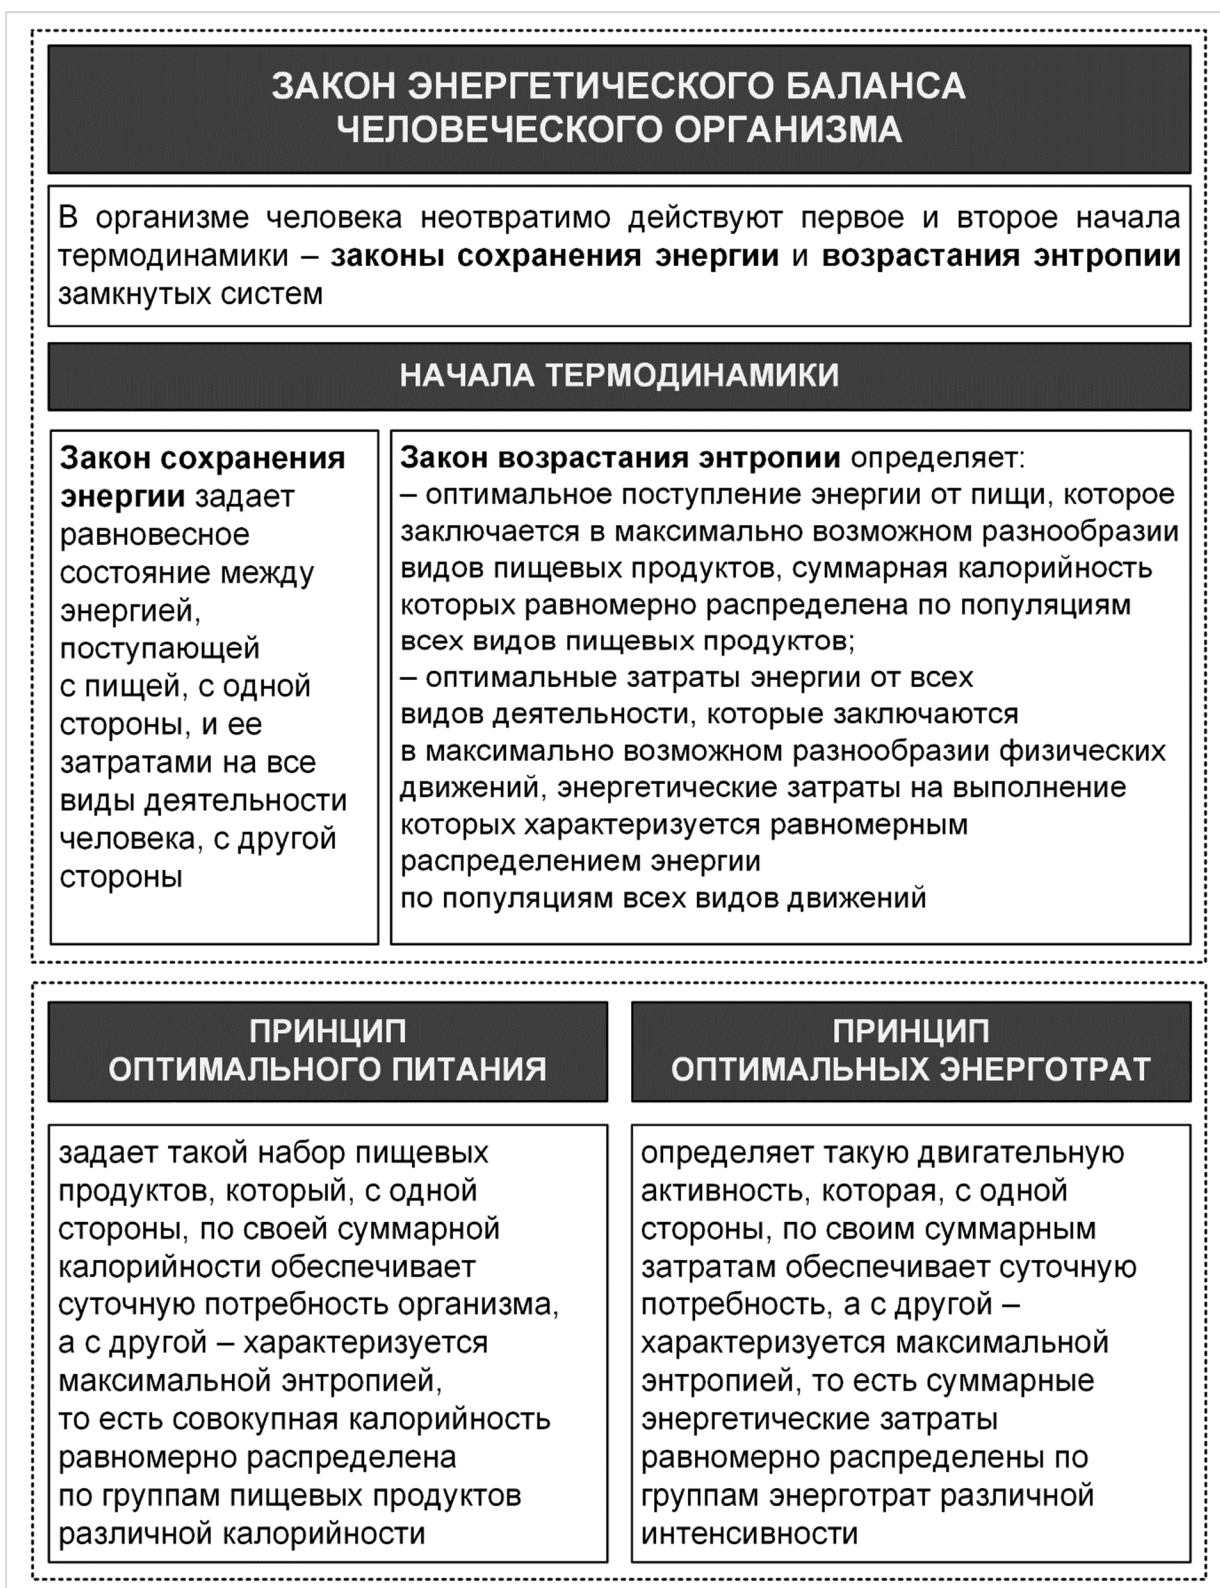 ЗАКОН ЭНЕРГЕТИЧЕСКОГО БАЛАНСА
ЧЕЛОВЕЧЕСКОГО ОРГАНИЗМА
В организме человека неотвратимо действуют первое и второе начала
термодинамики – законы сохранения энергии и возрастания энтропии
замкнутых систем
НАЧАЛА ТЕРМОДИНАМИКИ
Закон сохранения
энергии задает
равновесное
состояние между
энергией,
поступающей
с пищей, с одной
стороны, и ее
затратами на все
виды деятельности
человека, с другой
стороны
Закон возрастания энтропии определяет:
– оптимальное поступление энергии от пищи, которое
заключается в максимально возможном разнообразии
видов пищевых продуктов, суммарная калорийность
которых равномерно распределена по популяциям
всех видов пищевых продуктов;
– оптимальные затраты энергии от всех
видов деятельности, которые заключаются
в максимально возможном разнообразии физических
движений, энергетические затраты на выполнение
которых характеризуется равномерным
распределением энергии
по популяциям всех видов движений
ПРИНЦИП
ОПТИМАЛЬНОГО ПИТАНИЯ
задает такой набор пищевых
продуктов, который, с одной
стороны, по своей суммарной
калорийности обеспечивает
суточную потребность организма,
а с другой – характеризуется
максимальной энтропией,
то есть совокупная калорийность
равномерно распределена
по группам пищевых продуктов
различной калорийности
ПРИНЦИП
ОПТИМАЛЬНЫХ ЭНЕРГОТРАТ
определяет такую двигательную
активность, которая, с одной
стороны, по своим суммарным
затратам обеспечивает суточную
потребность, а с другой –
характеризуется максимальной
энтропией, то есть суммарные
энергетические затраты
равномерно распределены по
группам энерготрат различной
интенсивности